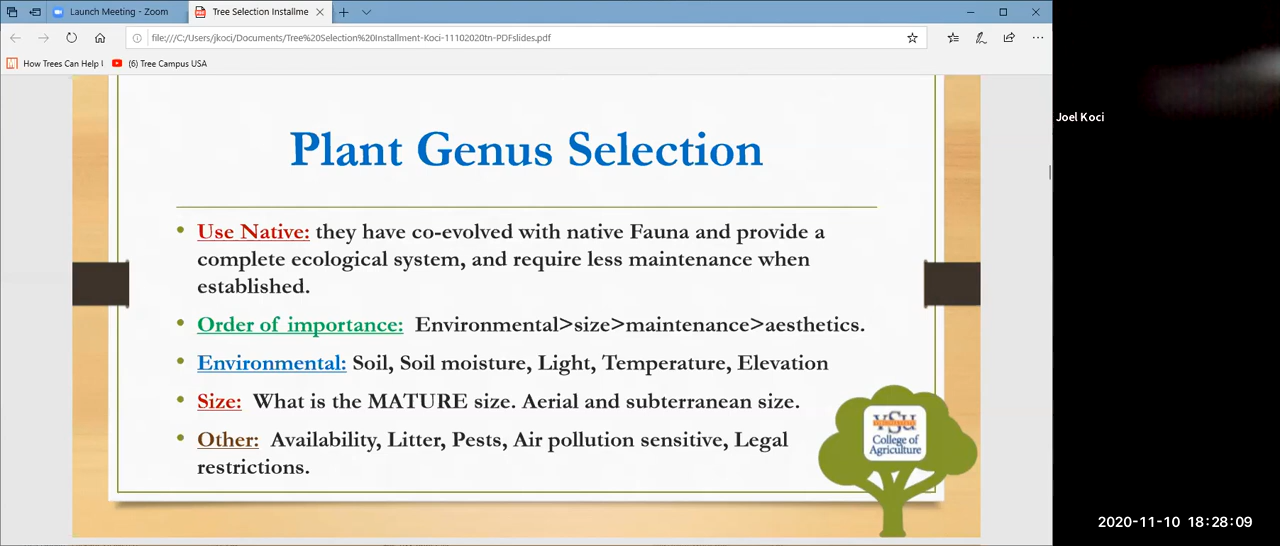 Launch Meeting - Zoom
Tree Selection Installme
file:///C:/Users/jkoci/Documents/Tree%20Selection%20Installment-Koci-11102020tn-PDFslides.pdf
How Trees Can Help
(6) Tree Campus USA
Joel Koci
Plant Genus Selection
• Use Native: they have co-evolved with native Fauna and provide a
complete ecological system, and require less maintenance when
established.
• Order of importance: Environmental>size>maintenance>aesthetics.
• Environmental: Soil, Soil moisture, Light, Temperature, Elevation
• Size: What is the MATURE size. Aerial and subterranean size.
• Other: Availability, Litter, Pests, Air pollution sensitive, Legal
restrictions.
VSU
College of
Agriculture
2020-11-10 18:28:09